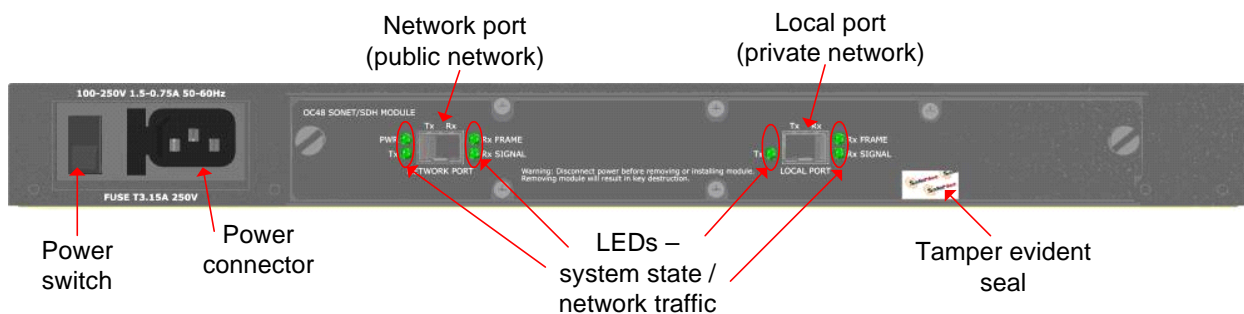 Network port
(public network)
Local port
(private network)
100-250V 1.5-0.75A 50-60Hz
OC48 SONET/SDH MODULE
Tx Rx
Tx Rx
PWR
Rx FRAME
Rx FRAME
Tx
Rx SIGNAL
Tx
Rx SIGNAL
NETWORK PORT
Warning: Disconnect power before removing or installing module.
Removing module will result in key destruction.
LOCAL PORT
FUSE T3.15A 250V
Power
switch
Power
connector
LEDs –
system state /
network traffic
Tamper evident
seal